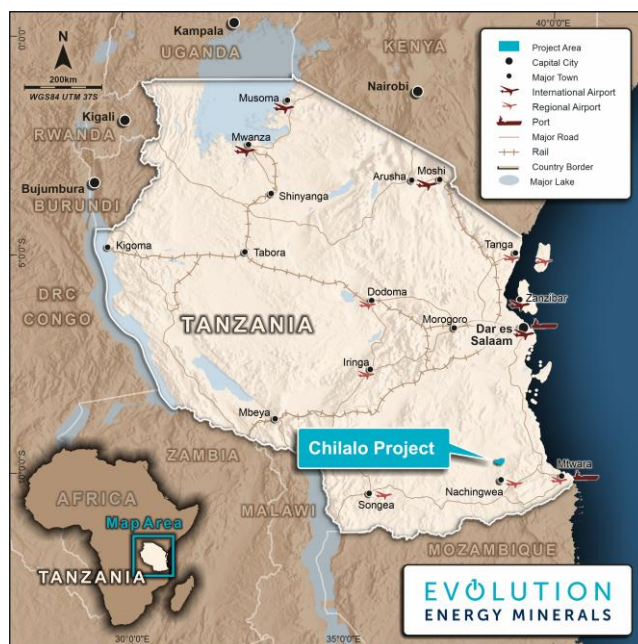 Kampala
UGANDA
KENYA
40°0'0"E
0°0'0"
N
200km
WGS84 UTM 37S
Project Area
Capital City
Major Town
International Airport
Regional Airport
Port
Major Road
Rail
Country Border
Major Lake
Musoma
Nairobi
Kigali
RWANDA
Mwanza
Bujumbura
BURUNDI
Shinyanga
Arusha
Moshi
Kigoma
Tabora
Tanga
5°0'0"S
DRC
CONGO
Dodoma
Zanzibar
TANZANIA
Morogoro
Dar es
Salaam
Iringa
Mbeya
Chilalo Project
ZAMBIA
Mtwara
Nachingwea
AFRICA
MALAWI
Songea
Map Area
MOZAMBIQUE
TANZANIA
EVOLUTION
ENERGY MINERALS
30°0'0"E
35°0'0"E